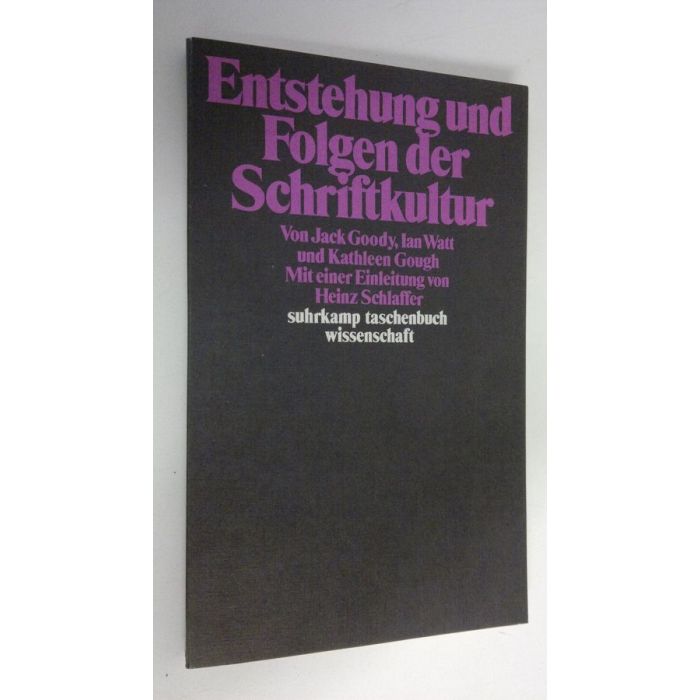 Entstehung und
Folgen der
Schriftkultur
Von Jack Goody, Ian Watt
und Kathleen Gough
Mit einer Einleitung von
Heinz Schlaffer
suhrkamp taschenbuch
wissenschaft